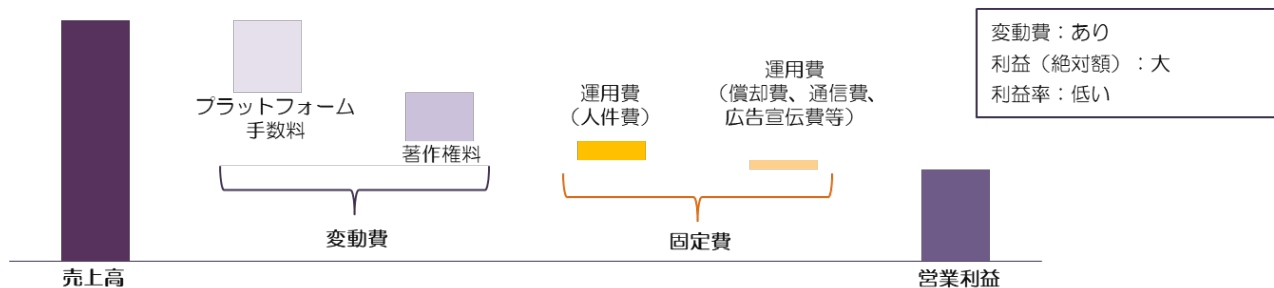 変動費：あり
利益（絶対額）：大
利益率：低い
プラットフォーム
手数料
著作権料
変動費
運用費
（人件費）
運用費
（償却費、通信費、
広告宣伝費等）
固定費
売上高
営業利益